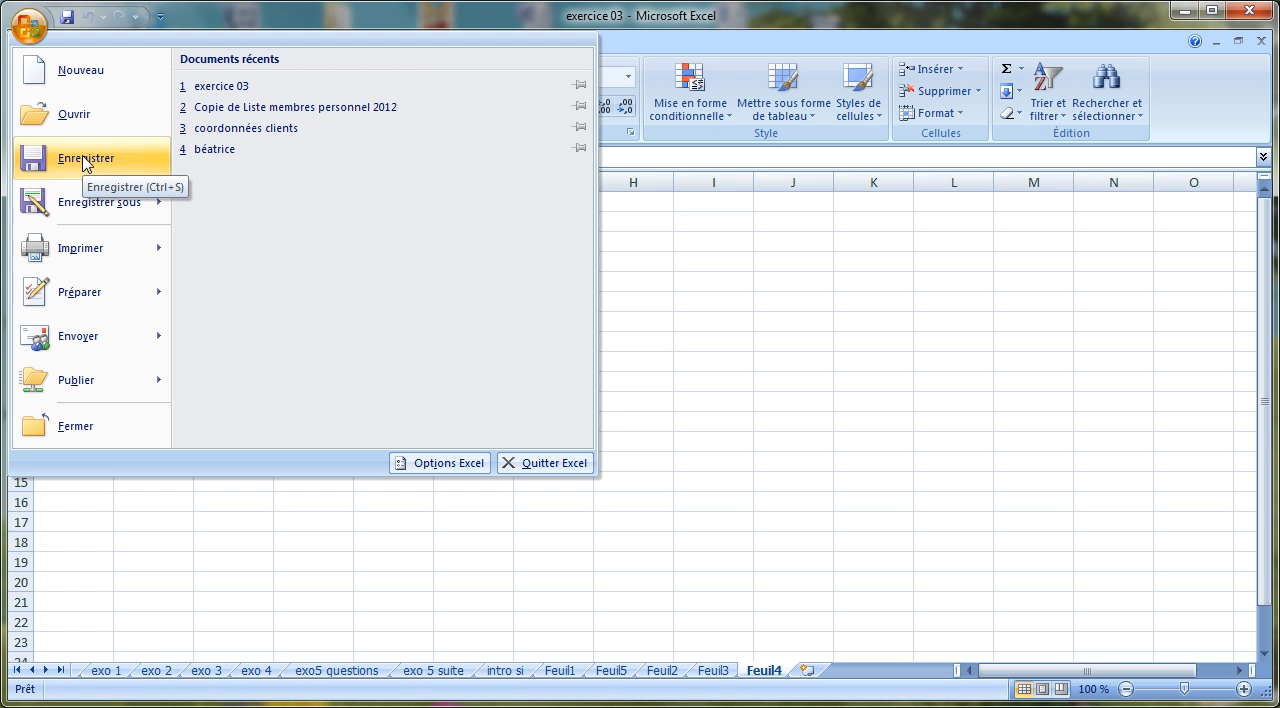 exercice 03 - Microsoft Excel
Documents récents
Nouveau
Ouvrir
Enregistrer
Enregistrer (Ctrl+S)
Enregistrer sous
Imprimer
Préparer
Envoyer
Publier
Fermer
1 exercice 03
2 Copie de Liste membres personnel 2012
3 coordonnées clients
4 béatrice
Options Excel
Quitter Excel
Mise en forme conditionnelle
Mettre sous forme de tableau
Styles de cellules
Style
Insérer
Supprimer
Format
Cellules
Σ
Trier et filtrer
Rechercher et sélectionner
Édition
H I J K L M N O
15
16
17
18
19
20
21
22
23
24
exo 1 exo 2 exo 3 exo 4 exo5 questions exo 5 suite intro si Feuil1 Feuil5 Feuil2 Feuil3 Feuil4
Prêt
100 %